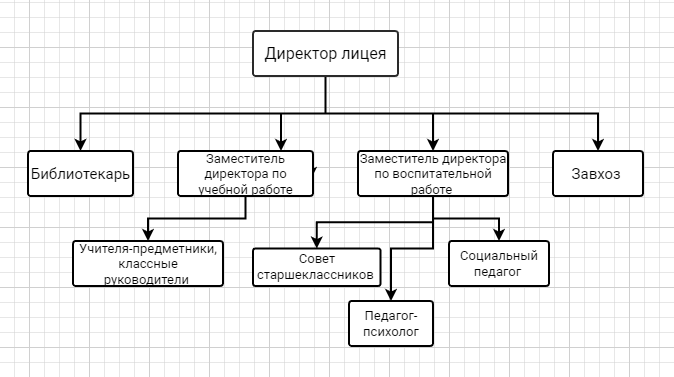 Директор лицея
Библиотекарь
Заместитель
директора по
учебной работе
Заместитель директора
по воспитательной
работе
Завхоз
Учителя-предметники,
классные
руководители
Совет
старшеклассников
Социальный
педагог
Педагог-
психолог